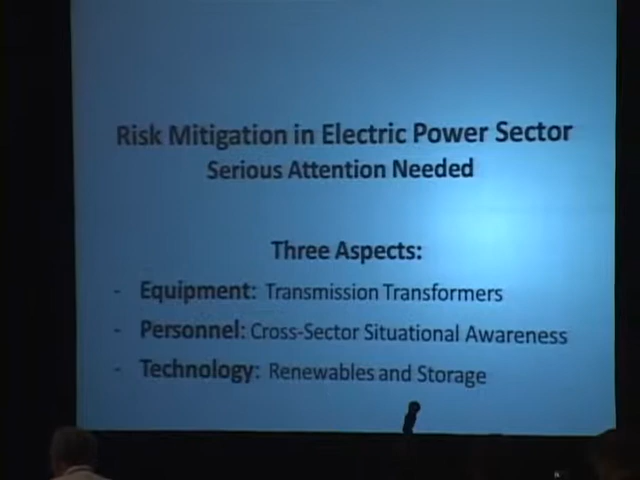 Risk Mitigation in Electric Power Sector
Serious Attention Needed
Three Aspects:
- Equipment: Transmission Transformers
- Personnel: Cross-Sector Situational Awareness
- Technology: Renewables and Storage